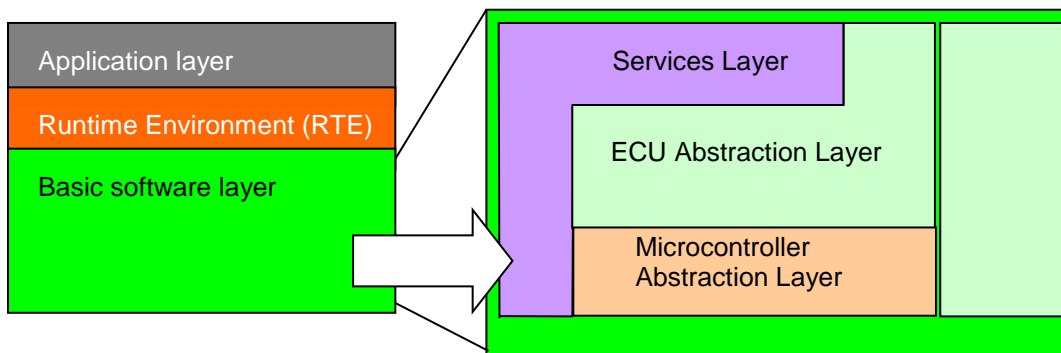 Application layer
Runtime Environment (RTE)
Basic software layer
Services Layer
ECU Abstraction Layer
Microcontroller
Abstraction Layer